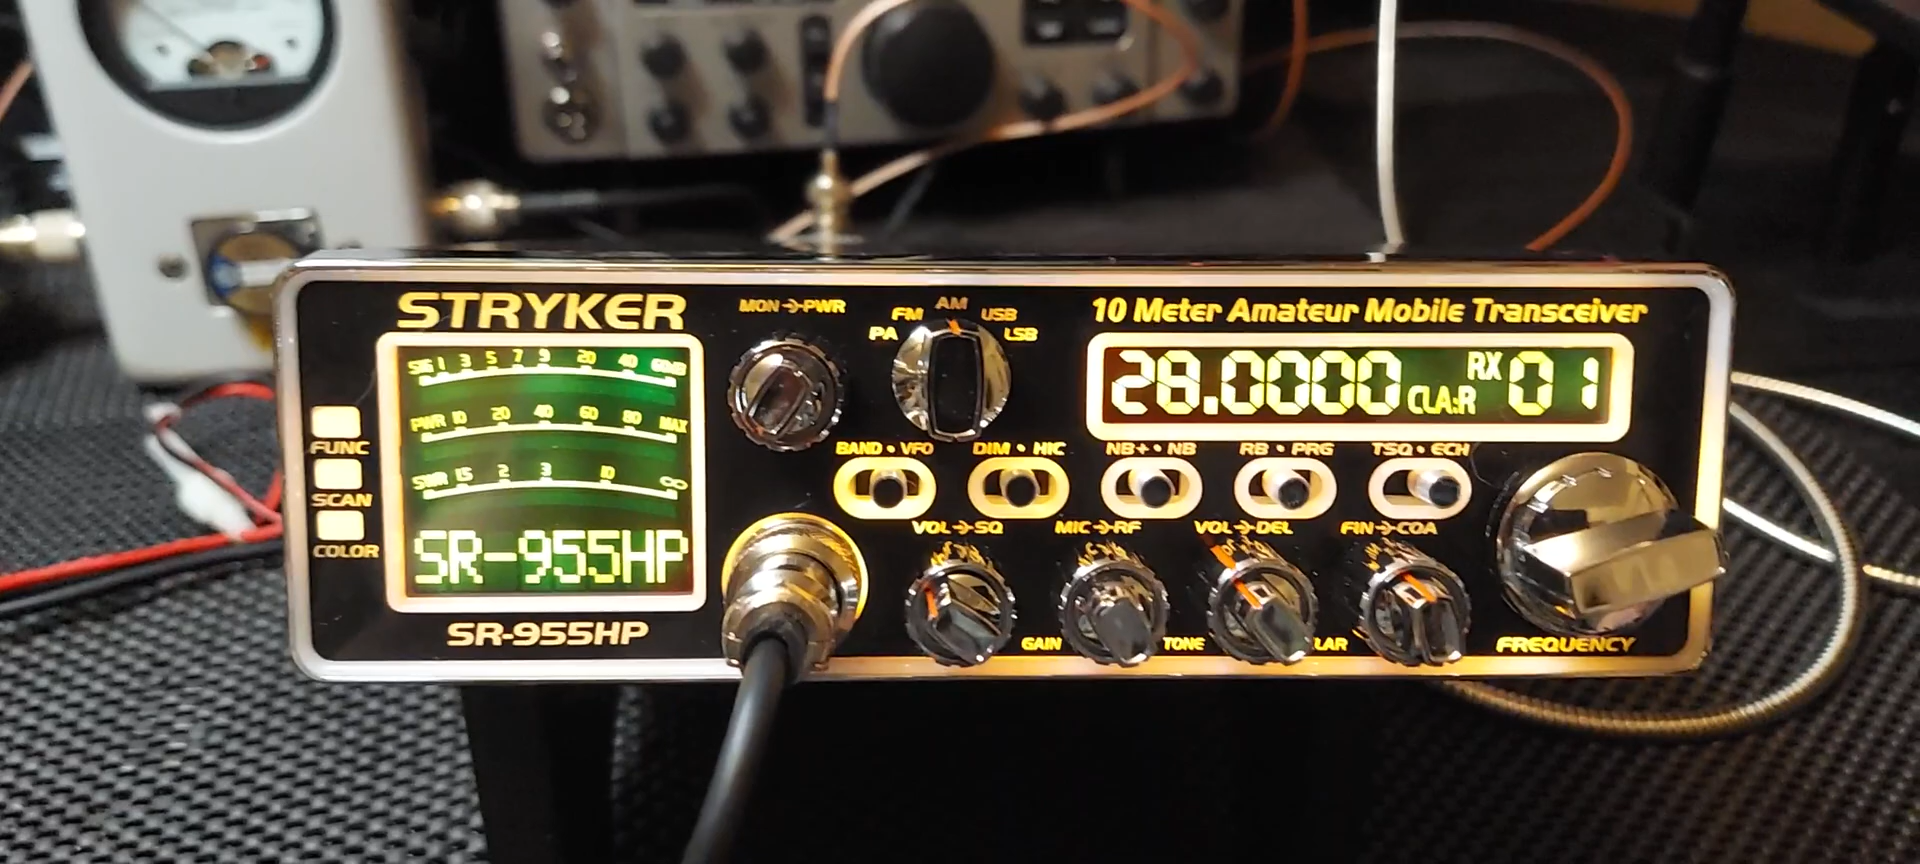 STRYKER
MON → PWR
PA FM AM USB LSB
10 Meter Amateur Mobile Transceiver
SIG 1 3 5 7 9 20 40 60dB
PWR 10 20 40 60 80 MAX
SWR 1.5 2 3 10 ∞
SR-955HP
SR-955HP
28.0000 CLA:R RX 01
FUNC
SCAN
COLOR
BAND • VFO
DIM • HIC
NB+ • NB
RB • PRG
TSQ • ECH
VOL → SQ
MIC → RF
VOL → DEL
FIN → COA
GAIN
TONE
LAR
FREQUENCY